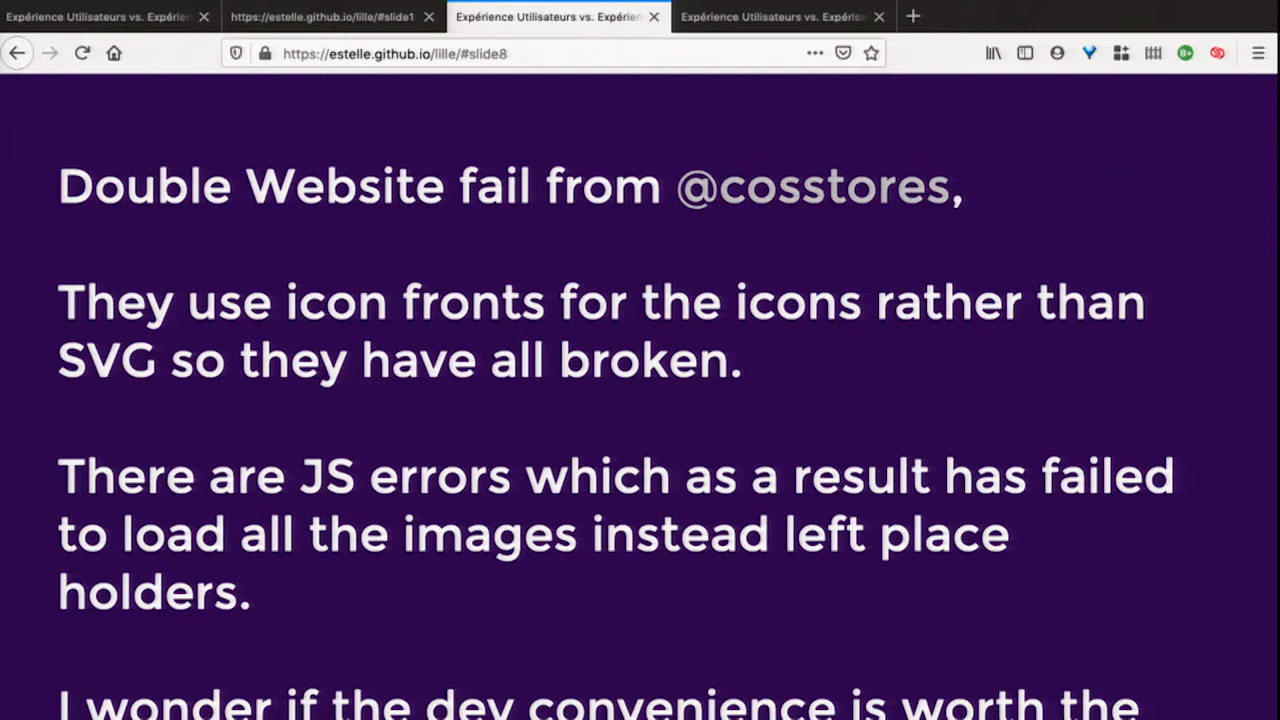 Expérience Utilisateurs vs. Expérien
https://estelle.github.io/lille/#slide1
Expérience Utilisateurs vs. Expérien
Expérience Utilisateurs vs. Expérien
https://estelle.github.io/lille/#slide8
Double Website fail from @cosstores,
They use icon fronts for the icons rather than
SVG so they have all broken.
There are JS errors which as a result has failed
to load all the images instead left place
holders.
I wonder if the dev convenience is worth the